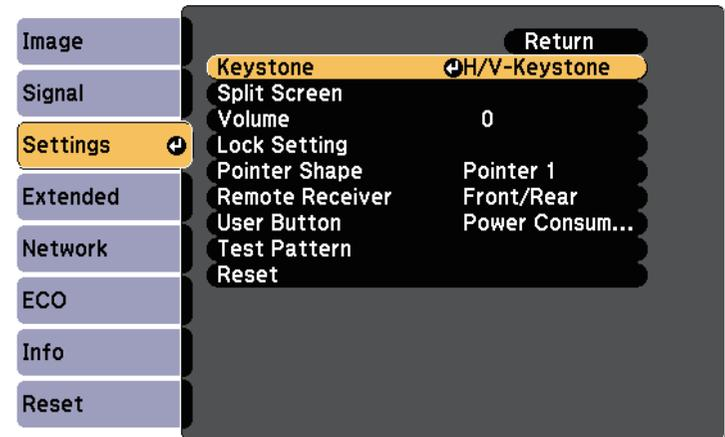 Image
Signal
Settings
Extended
Network
ECO
Info
Reset
Return
Keystone H/V-Keystone
Split Screen
Volume 0
Lock Setting
Pointer Shape Pointer 1
Remote Receiver Front/Rear
User Button Power Consum...
Test Pattern
Reset